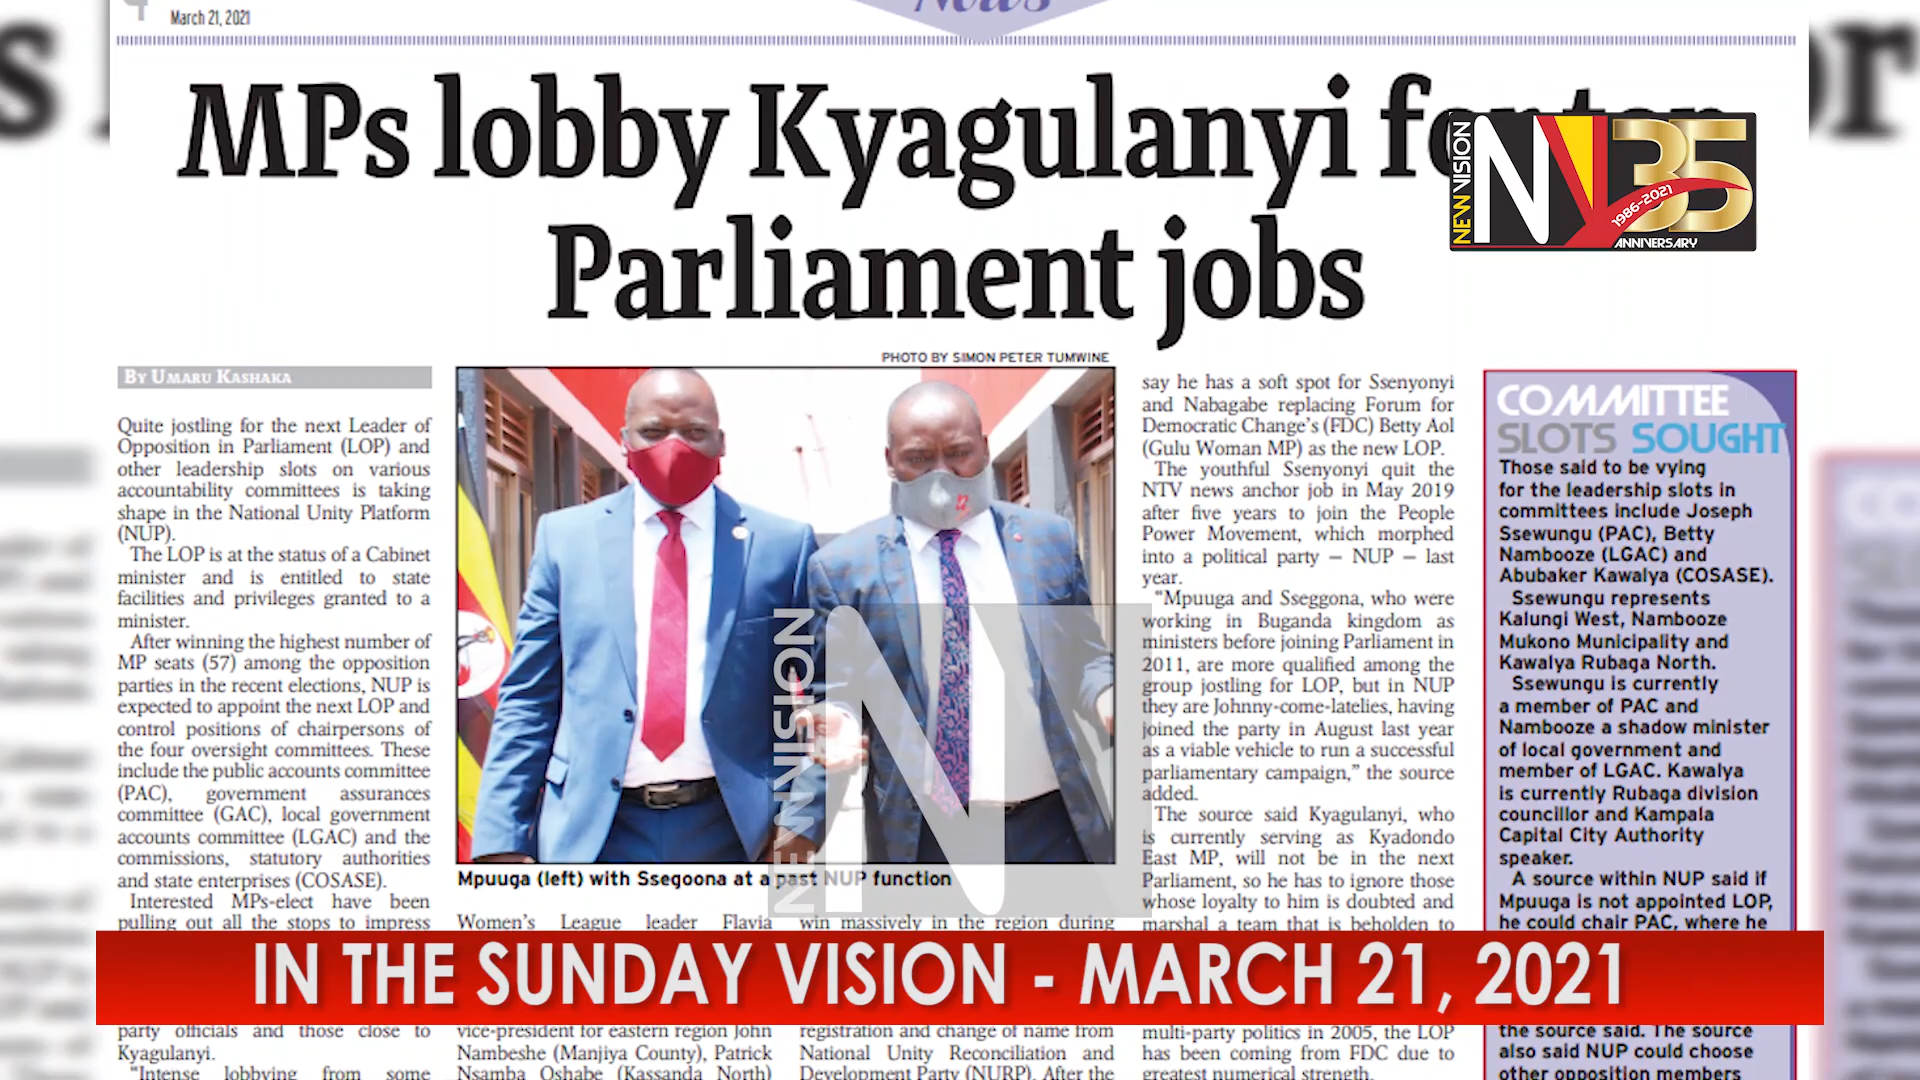 March 21, 2021
News
MPs lobby Kyagulanyi for top
Parliament jobs
NEW VISION
NV35
1986-2021
ANNIVERSARY
PHOTO BY SIMON PETER TUMWINE
BY UMARU KASHAKA
Quite jostling for the next Leader of
Opposition in Parliament (LOP) and
other leadership slots on various
accountability committees is taking
shape in the National Unity Platform
(NUP).
The LOP is at the status of a Cabinet
minister and is entitled to state
facilities and privileges granted to a
minister.
After winning the highest number of
MP seats (57) among the opposition
parties in the recent elections, NUP is
expected to appoint the next LOP and
control positions of chairpersons of
the four oversight committees. These
include the public accounts committee
(PAC), government assurances
committee (GAC), local government
accounts committee (LGAC) and the
commissions, statutory authorities
and state enterprises (COSASE).
Interested MPs-elect have been
pulling out all the stops to impress
party officials and those close to
Kyagulanyi.
"Intense lobbying from some
NEW VISION
N
Mpuuga (left) with Ssegoona at a past NUP function
Women's League leader Flavia
vice-president for eastern region John
Nambeshe (Manjiya County), Patrick
Nsamba Oshabe (Kassanda North)
win massively in the region during
registration and change of name from
National Unity Reconciliation and
Development Party (NURP). After the
say he has a soft spot for Ssenyonyi
and Nabagabe replacing Forum for
Democratic Change's (FDC) Betty Aol
(Gulu Woman MP) as the new LOP.
The youthful Ssenyonyi quit the
NTV news anchor job in May 2019
after five years to join the People
Power Movement, which morphed
into a political party – NUP – last
year.
"Mpuuga and Sseggona, who were
working in Buganda kingdom as
ministers before joining Parliament in
2011, are more qualified among the
group jostling for LOP, but in NUP
they are Johnny-come-latelies, having
joined the party in August last year
as a viable vehicle to run a successful
parliamentary campaign," the source
added.
The source said Kyagulanyi, who
is currently serving as Kyadondo
East MP, will not be in the next
Parliament, so he has to ignore those
whose loyalty to him is doubted and
marshal a team that is beholden to
multi-party politics in 2005, the LOP
has been coming from FDC due to
greatest numerical strength.
COMMITTEE
SLOTS SOUGHT
Those said to be vying
for the leadership slots in
committees include Joseph
Ssewungu (PAC), Betty
Nambooze (LGAC) and
Abubaker Kawalya (COSASE).
Ssewungu represents
Kalungi West, Nambooze
Mukono Municipality and
Kawalya Rubaga North.
Ssewungu is currently
a member of PAC and
Nambooze a shadow minister
of local government and
member of LGAC. Kawalya
is currently Rubaga division
councillor and Kampala
Capital City Authority
speaker.
A source within NUP said if
Mpuuga is not appointed LOP,
he could chair PAC, where he
the source said. The source
also said NUP could choose
other opposition members
IN THE SUNDAY VISION - MARCH 21, 2021